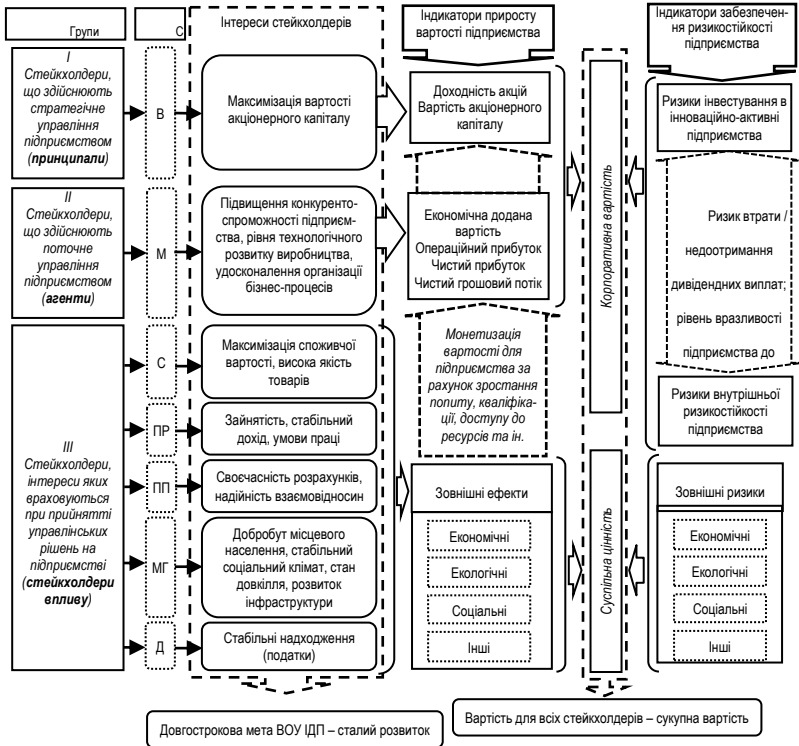 Групи
С
Інтереси стейкхолдерів
Індикатори приросту
вартості підприємства
Індикатори забезпечен-
ня ризикостійкості
підприємства
І
Стейкхолдери,
що здійснюють
стратегічне
управління
підприємством
(принципали)
В
Максимізація вартості
акціонерного
капіталу
Доходність акцій
Вартість акціонерного
капіталу
Ризики інвестування в
інноваційно-активні
підприємства
ІІ
Стейкхолдери,
що здійснюють
поточне
управління
підприємством
(агенти)
М
Підвищення конкуренто-
спроможності підприєм-
ства, рівня технологічного
розвитку виробництва,
удосконалення організації
бізнес-процесів
Економічна додана
вартість
Операційний прибуток
Чистий прибуток
Чистий грошовий потік
Корпоративна вартість
Ризик втрати /
недоотримання
дивідендних виплат;
рівень вразливості
підприємства до
Ризики внутрішньої
ризикостійкості
підприємства
ІІІ
Стейкхолдери,
інтереси яких
враховуються
при прийнятті
управлінських
рішень на
підприємстві
(стейкхолдери
впливу)
С
Максимізація споживчої
вартості, висока якість
товарів
Монетизація
вартості для
підприємства за
рахунок зростання
попиту, кваліфіка-
ції, доступу до
ресурсів та ін.
ПР
Зайнятість, стабільний
дохід, умови праці
ПП
Своєчасність розрахунків,
надійність взаємовідносин
МГ
Добробут місцевого
населення, стабільний
соціальний клімат, стан
довкілля, розвиток
інфраструктури
Д
Стабільні надходження
(податки)
Зовнішні ефекти
Економічні
Екологічні
Соціальні
Інші
Суспільна цінність
Зовнішні ризики
Економічні
Екологічні
Соціальні
Інші
Довгострокова мета ВОУ ІДП – сталий розвиток
Вартість для всіх стейкхолдерів – сукупна вартість